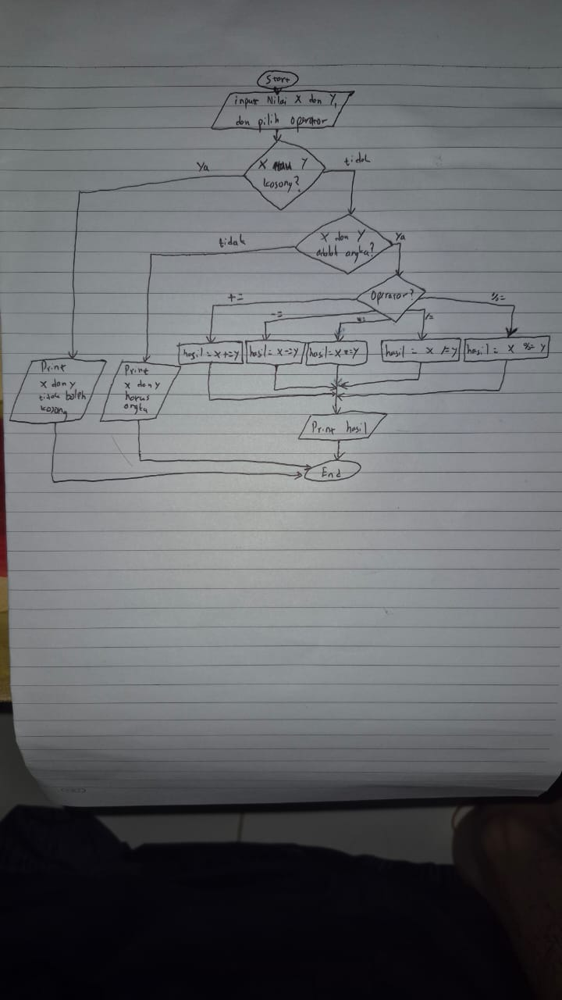 Start
input Nilai X dan Y,
dan pilih operator
X atau Y
kosong?
Ya
tidak
X dan Y
adalah angka?
tidak
Ya
Operator?
+=
-=
*=
/=
%=
hasil = X += Y
hasil = X -= Y
hasil = X *= Y
hasil = X /= Y
hasil = X %= Y
Print
X dan Y
tidak boleh
kosong
Print
X dan Y
harus
angka
Print hasil
End